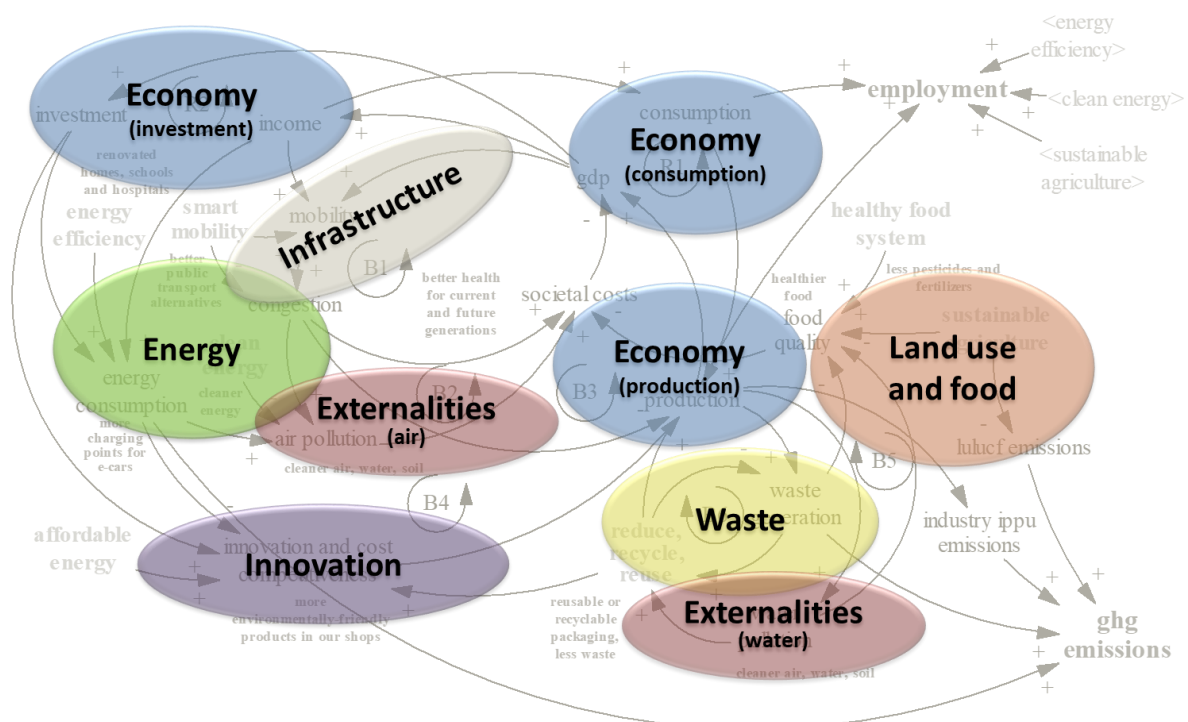 <energy
efficiency>
employment
<clean energy>
<sustainable
agriculture>
Economy
(investment)
investment
income
renovated
homes, schools
and hospitals
consumption
Economy
(consumption)
R1
gdp
energy
efficiency
smart
mobility
mobility
Infrastructure
B1
congestion
better
public
transport
alternatives
better health
for current
and future
generations
societal costs
healthy food
system
less pesticides and
fertilizers
healthier
food
food
quality
sustainable
Land use
and food
lulucf emissions
Energy
clean
energy
energy
consumption
cleaner
energy
more
charging
points for
e-cars
Externalities
(air)
B2
air pollution
cleaner air, water, soil
Economy
(production)
B3
production
B4
B5
Waste
waste
reduce,
recycle,
reuse
industry ippu
emissions
affordable
energy
innovation and cost
Innovation
competitiveness
more
environmentally friendly
products in our shops
reusable or
recyclable
packaging,
less waste
Externalities
(water)
cleaner air, water, soil
ghg
emissions